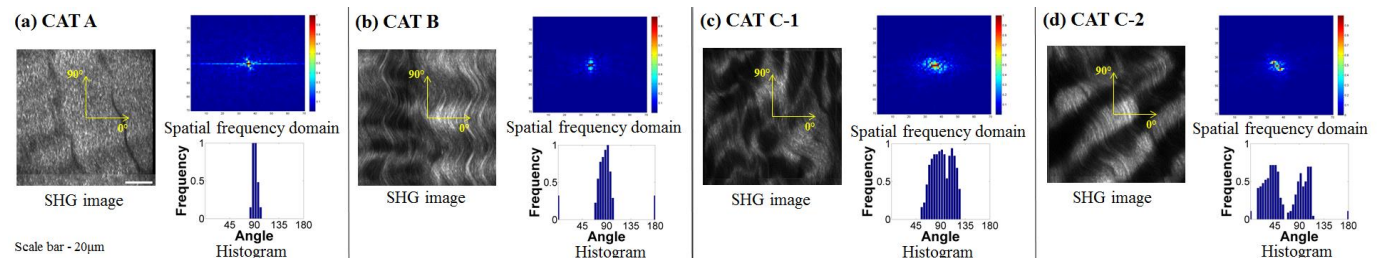 (a) CAT A
90°
0°
SHG image
Scale bar - 20μm
Spatial frequency domain
Frequency
1
0.5
0
45 90 135 180
Angle
Histogram
(b) CAT B
90°
0°
SHG image
Spatial frequency domain
Frequency
1
0.5
0
45 90 135 180
Angle
Histogram
(c) CAT C-1
90°
0°
SHG image
Spatial frequency domain
Frequency
1
0.5
0
45 90 135 180
Angle
Histogram
(d) CAT C-2
90°
0°
SHG image
Spatial frequency domain
Frequency
1
0.5
0
45 90 135 180
Angle
Histogram